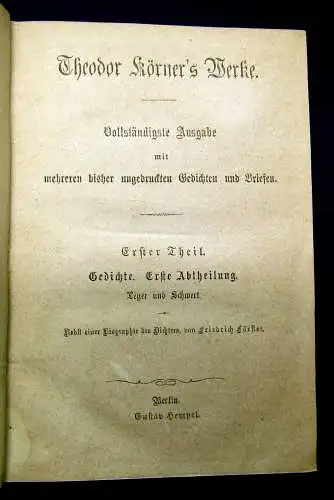 Theodor Körner's Werke.
Vollständigste Ausgabe
mit
mehreren bisher ungedruckten Gedichten und Briefen.
Erster Theil.
Gedichte. Erste Abtheilung.
Leyer und Schwert.
Nebst einer Biographie des Dichters, von Friedrich Förster.
Berlin.
Gustav Hempel.